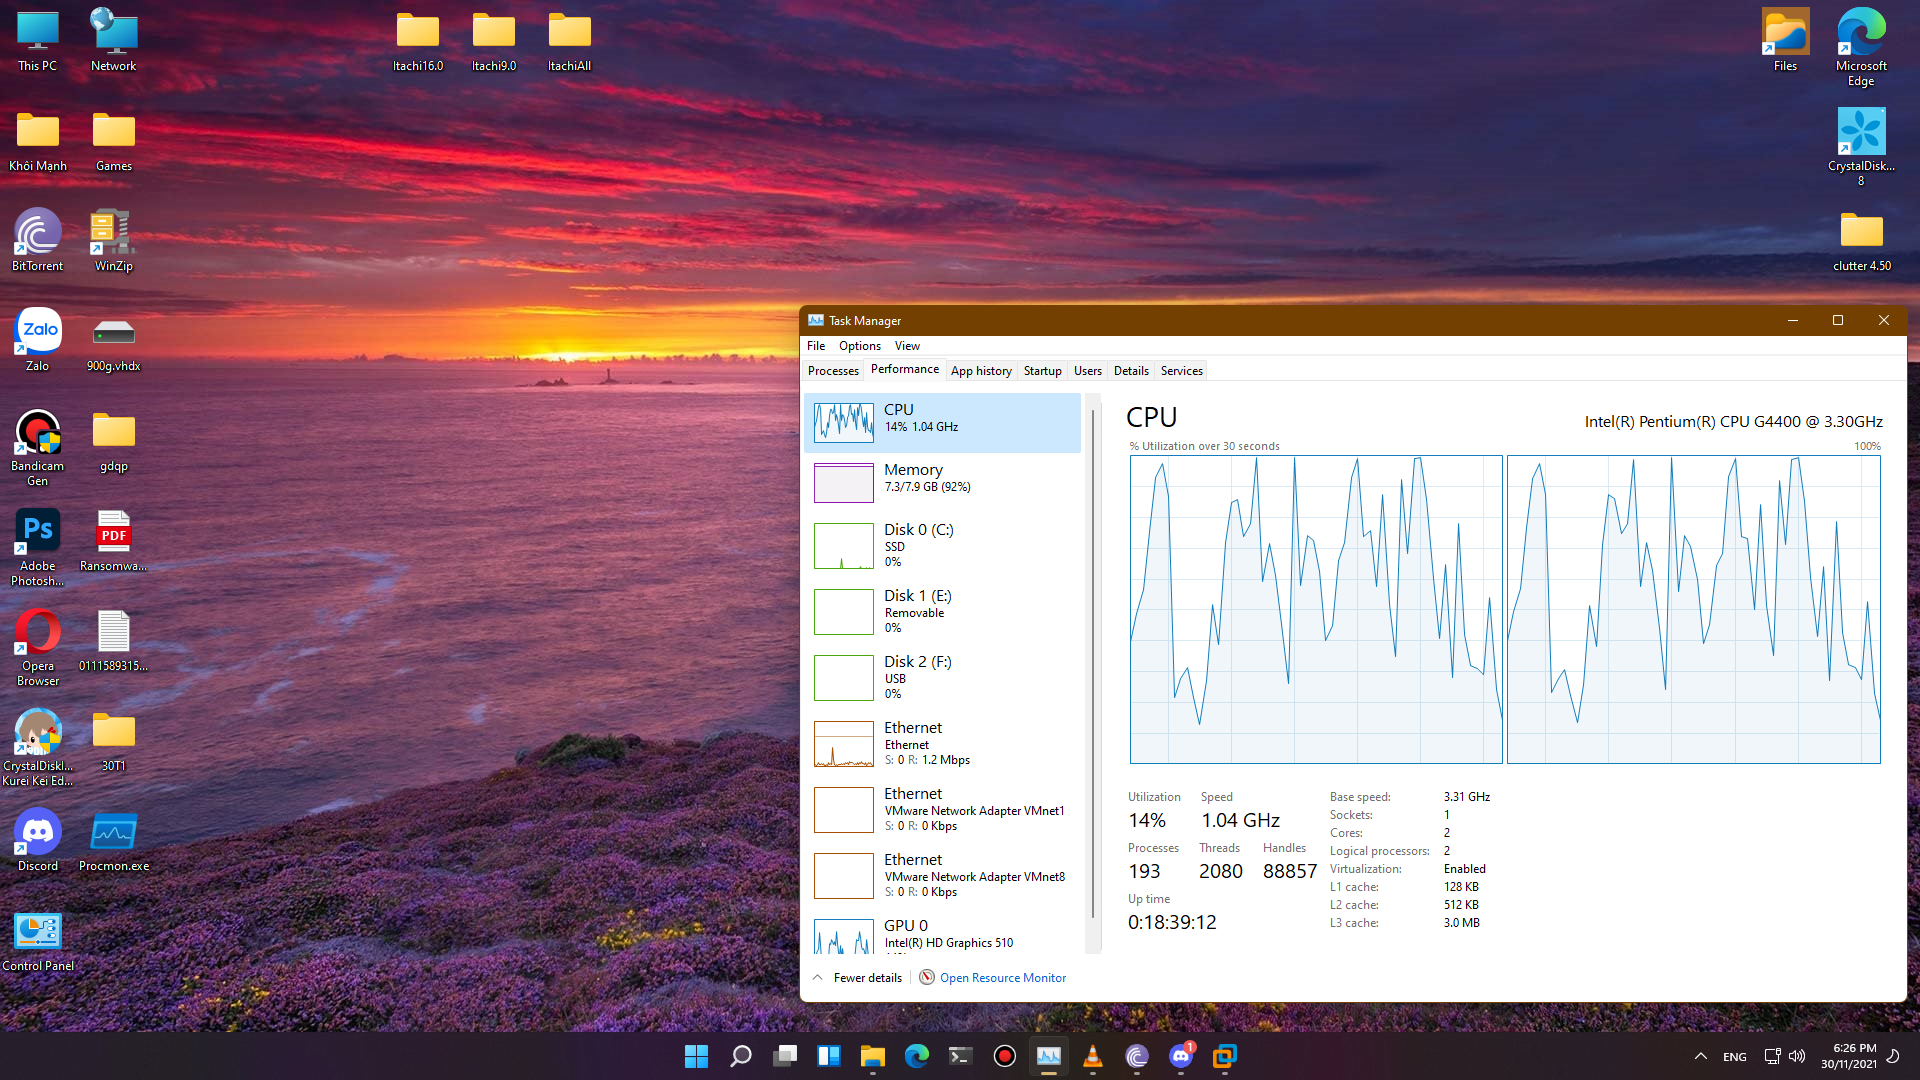 This PC
Network
Itachi16.0
Itachi9.0
ItachiAll
Files
Microsoft
Edge
Khôi Mạnh
Games
CrystalDisk...
8
BitTorrent
WinZip
clutter 4.50
Zalo
Zalo
900g.vhdx
Bandicam
Gen
gdqp
Ps
Adobe
Photosh...
PDF
Ransomwa...
Opera
Browser
0111589315...
CrystalDiskI...
Kurei Kei Ed...
30T1
Discord
Procmon.exe
Control Panel
Task Manager
File Options View
Processes Performance App history Startup Users Details Services
CPU
14% 1.04 GHz
Memory
7.3/7.9 GB (92%)
Disk 0 (C:)
SSD
0%
Disk 1 (E:)
Removable
0%
Disk 2 (F:)
USB
0%
Ethernet
Ethernet
S: 0 R: 1.2 Mbps
Ethernet
VMware Network Adapter VMnet1
S: 0 R: 0 Kbps
Ethernet
VMware Network Adapter VMnet8
S: 0 R: 0 Kbps
GPU 0
Intel(R) HD Graphics 510
CPU
Intel(R) Pentium(R) CPU G4400 @ 3.30GHz
% Utilization over 30 seconds
100%
Utilization Speed
14% 1.04 GHz
Processes Threads Handles
193 2080 88857
Up time
0:18:39:12
Base speed: 3.31 GHz
Sockets: 1
Cores: 2
Logical processors: 2
Virtualization: Enabled
L1 cache: 128 KB
L2 cache: 512 KB
L3 cache: 3.0 MB
Fewer details
Open Resource Monitor
1
ENG
6:26 PM
30/11/2021